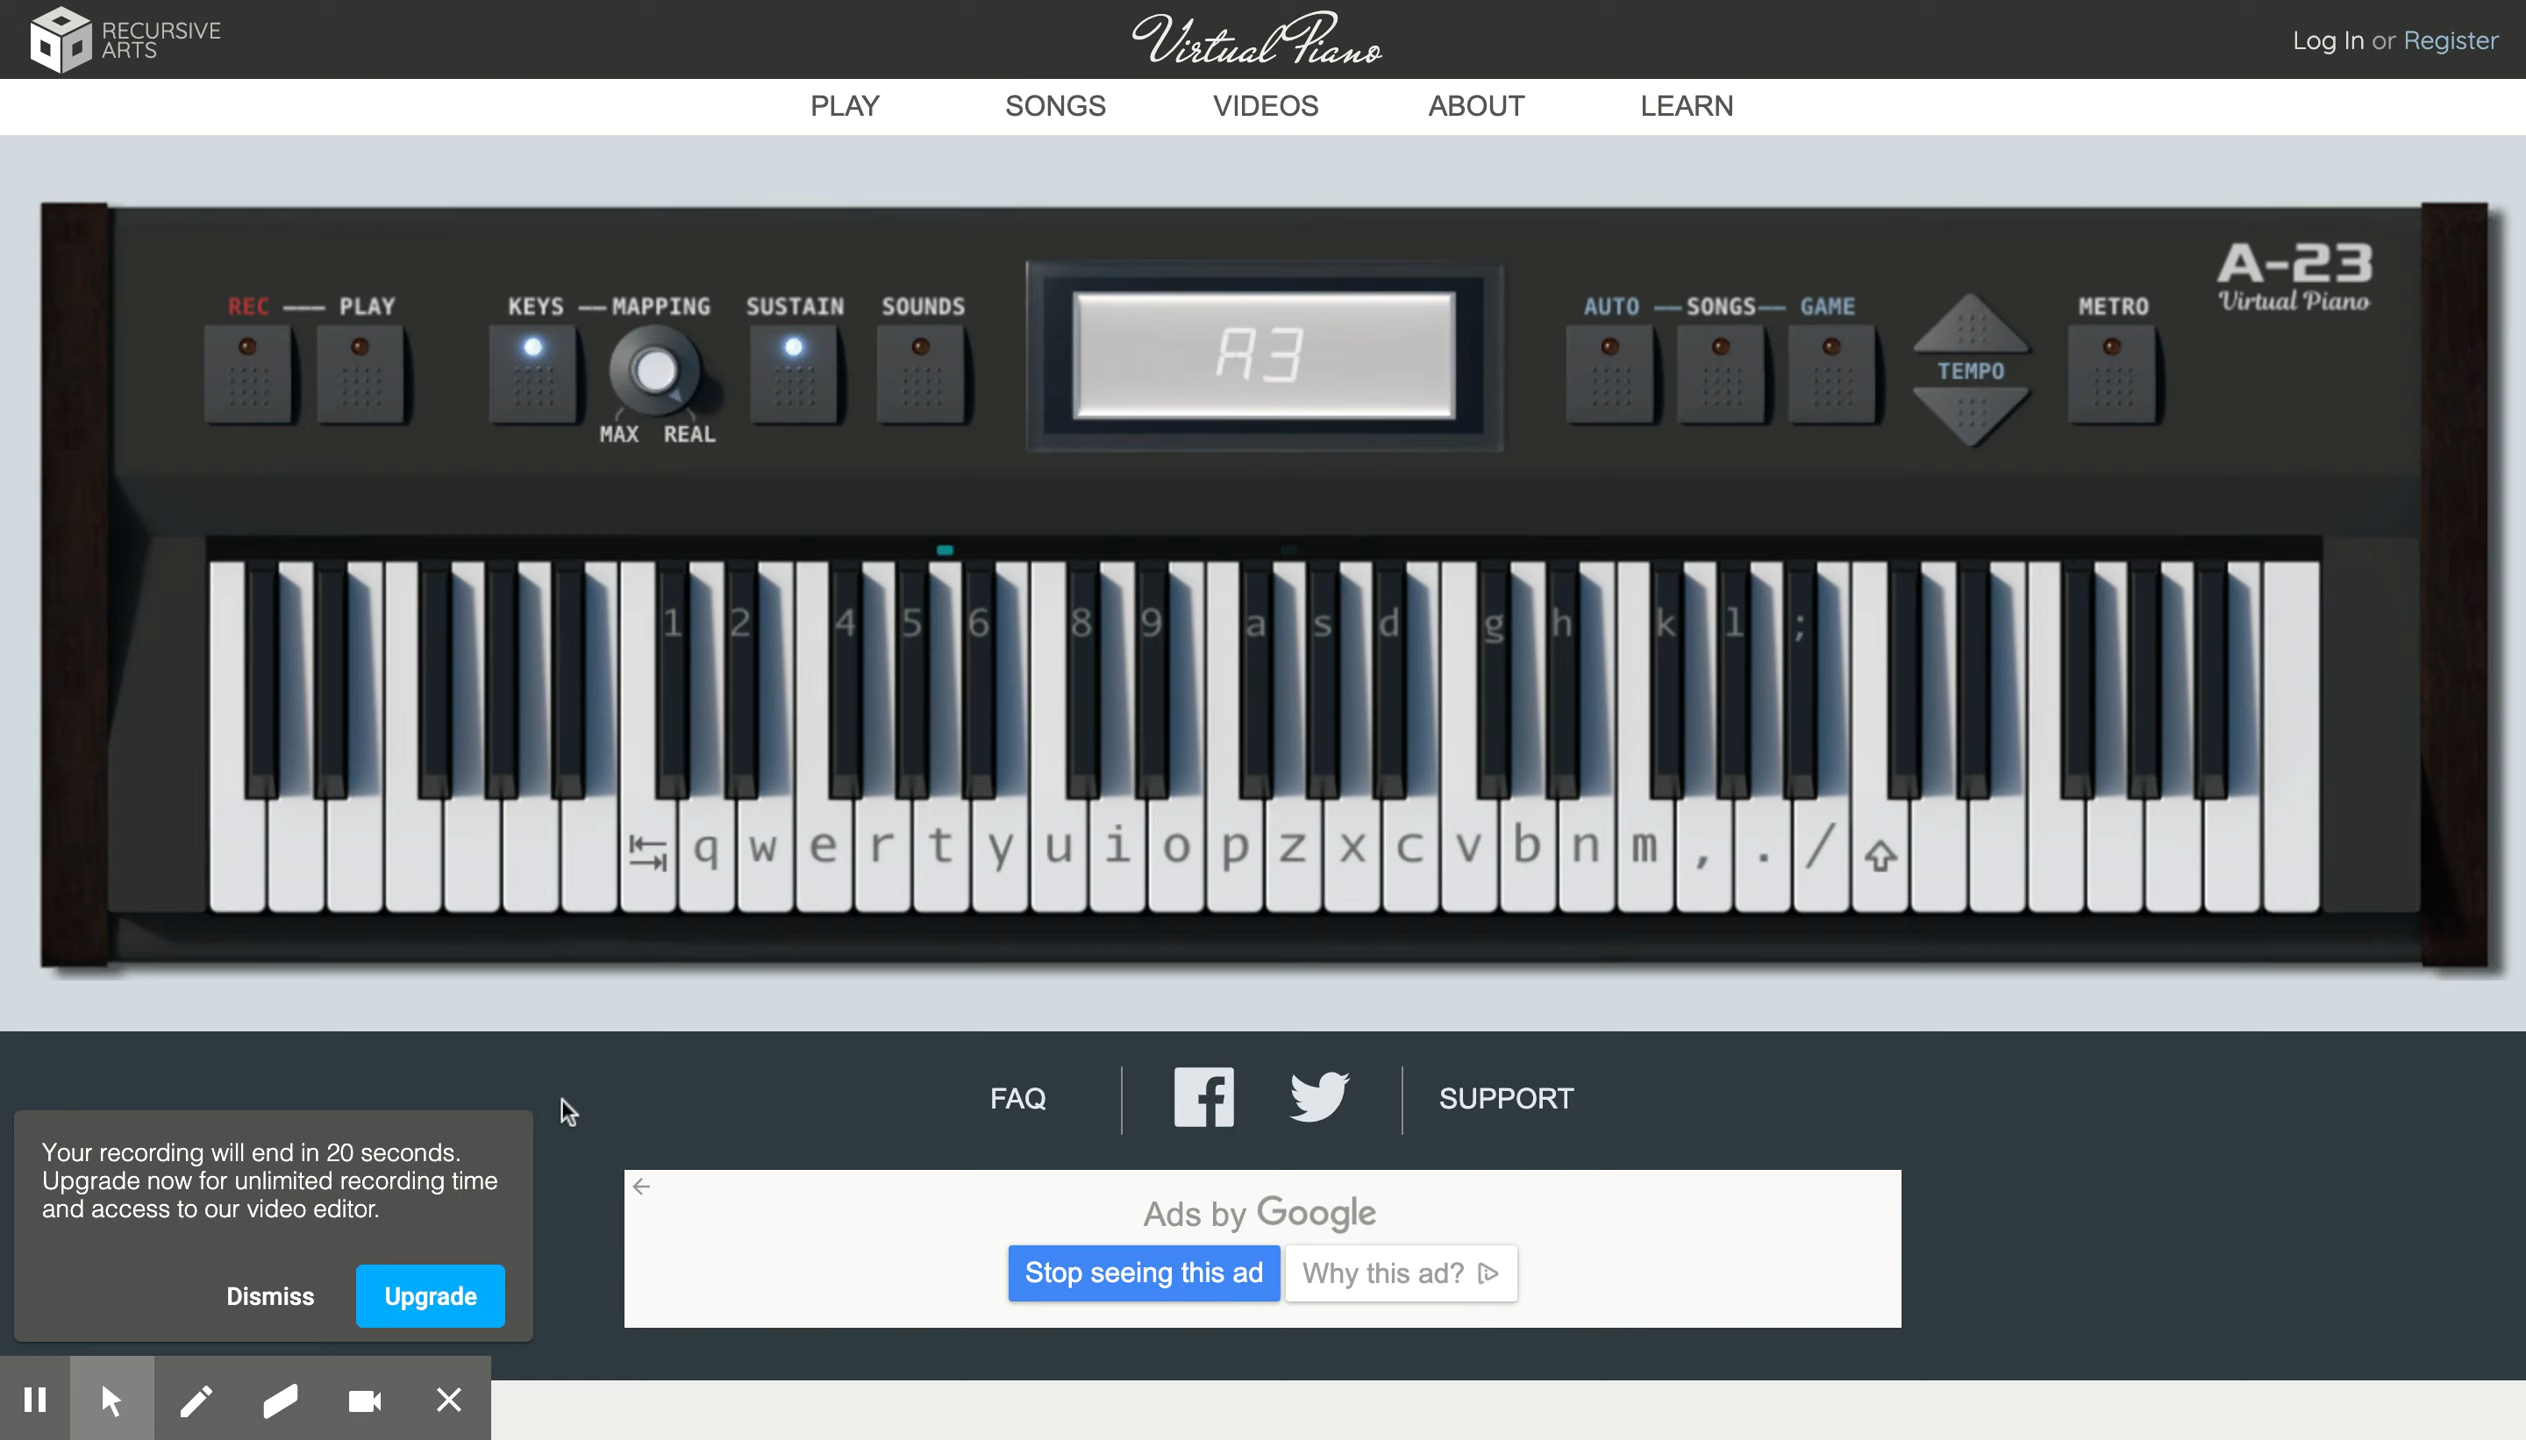 RECURSIVE
ARTS
Virtual Piano
Log In or Register
PLAY SONGS VIDEOS ABOUT LEARN
A-23
Virtual Piano
REC PLAY KEYS MAPPING SUSTAIN SOUNDS AUTO SONGS GAME METRO
A3
TEMPO
MAX REAL
1 2 4 5 6 8 9 a s d g h k l ;
q w e r t y u i o p z x c v b n m , . /
FAQ SUPPORT
Your recording will end in 20 seconds.
Upgrade now for unlimited recording time
and access to our video editor.
Dismiss Upgrade
Ads by Google
Stop seeing this ad Why this ad?